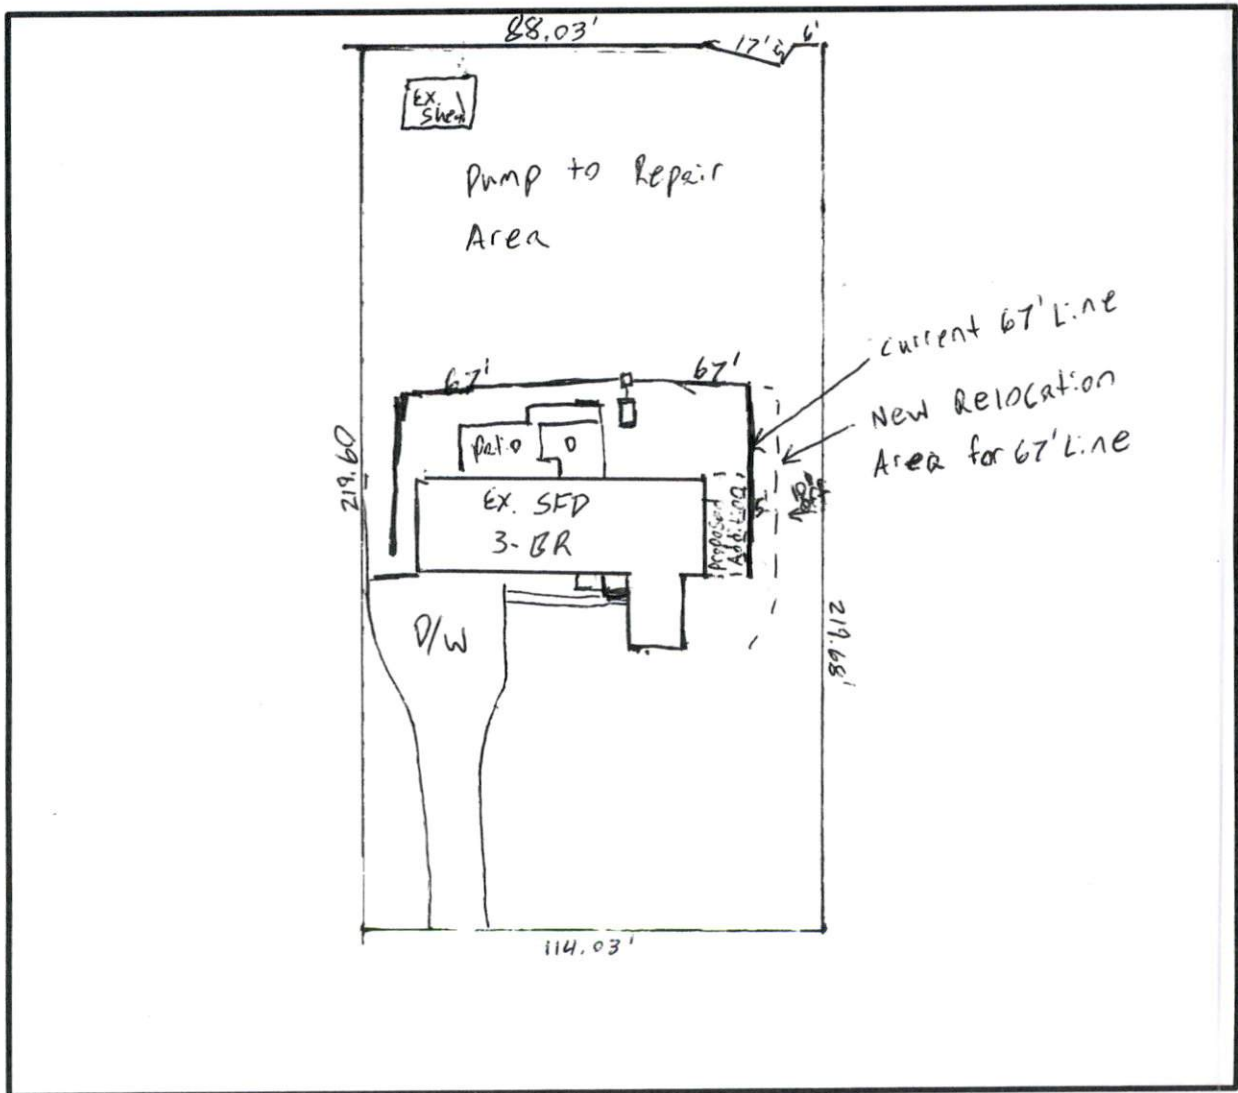 88.03'
17'
6'
Ex.
Shed
Pump to Repair
Area
Current 67' Line
67'
67'
New Relocation
Area for 67' Line
219.60
patio
D
Ex. SFD
3-BR
Proposed
Addition
5'
D/W
219.68'
114.03'